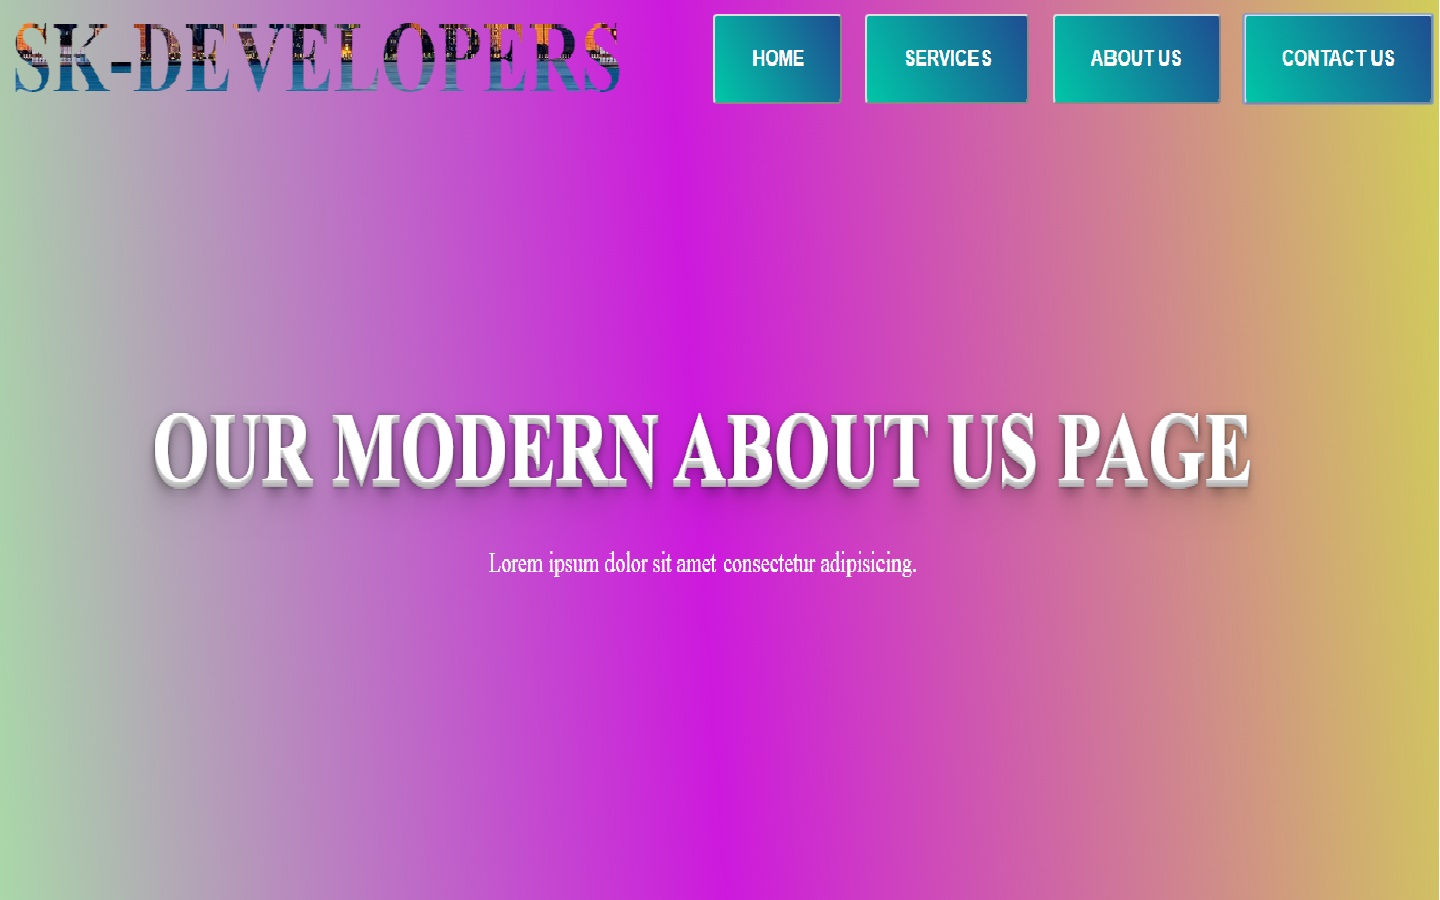 SK-DEVELOPERS
HOME
SERVICES
ABOUT US
CONTACT US
OUR MODERN ABOUT US PAGE
Lorem ipsum dolor sit amet consectetur adipisicing.